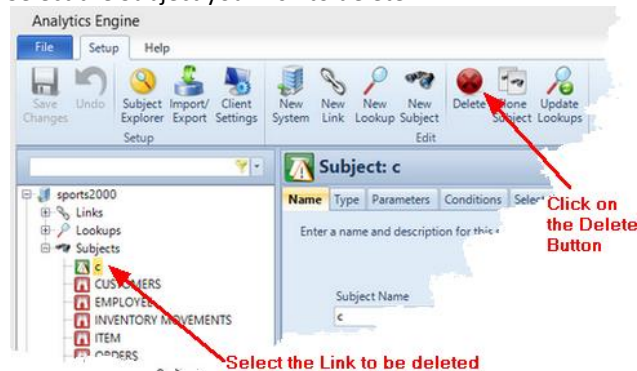 Analytics Engine
File Setup Help
Save Changes
Undo
Subject Explorer
Import/ Export
Client Settings
New System
New Link
New Lookup
New Subject
Delete
Clone Subject
Update Lookups
Setup
Edit
Subject: c
Name Type Parameters Conditions
Enter a name and description for this
Subject Name
c
sports2000
Links
Lookups
Subjects
c
CUSTOMERS
EMPLOYEE
INVENTORY MOVEMENTS
ITEM
ORDERS
Click on
the Delete
Button
Select the Link to be deleted